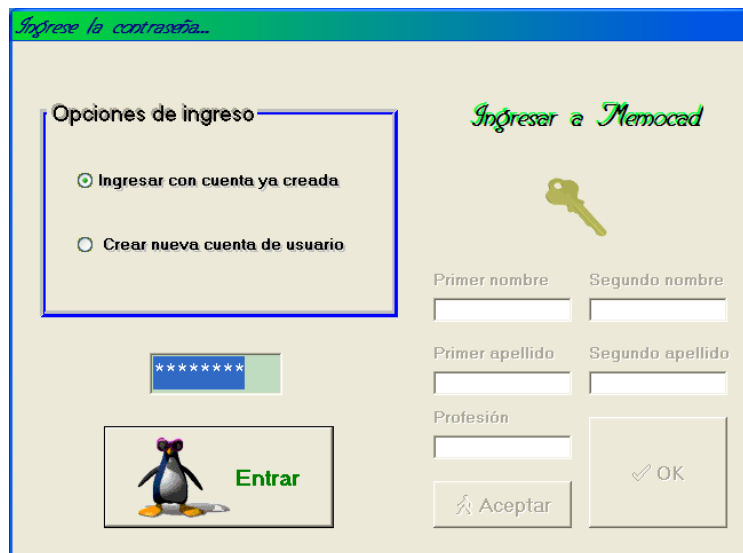 Ingrese la contraseña...
Opciones de ingreso
Ingresar con cuenta ya creada
Crear nueva cuenta de usuario
********
Entrar
Ingresar a Memocad
Primer nombre
Segundo nombre
Primer apellido
Segundo apellido
Profesión
Aceptar
OK